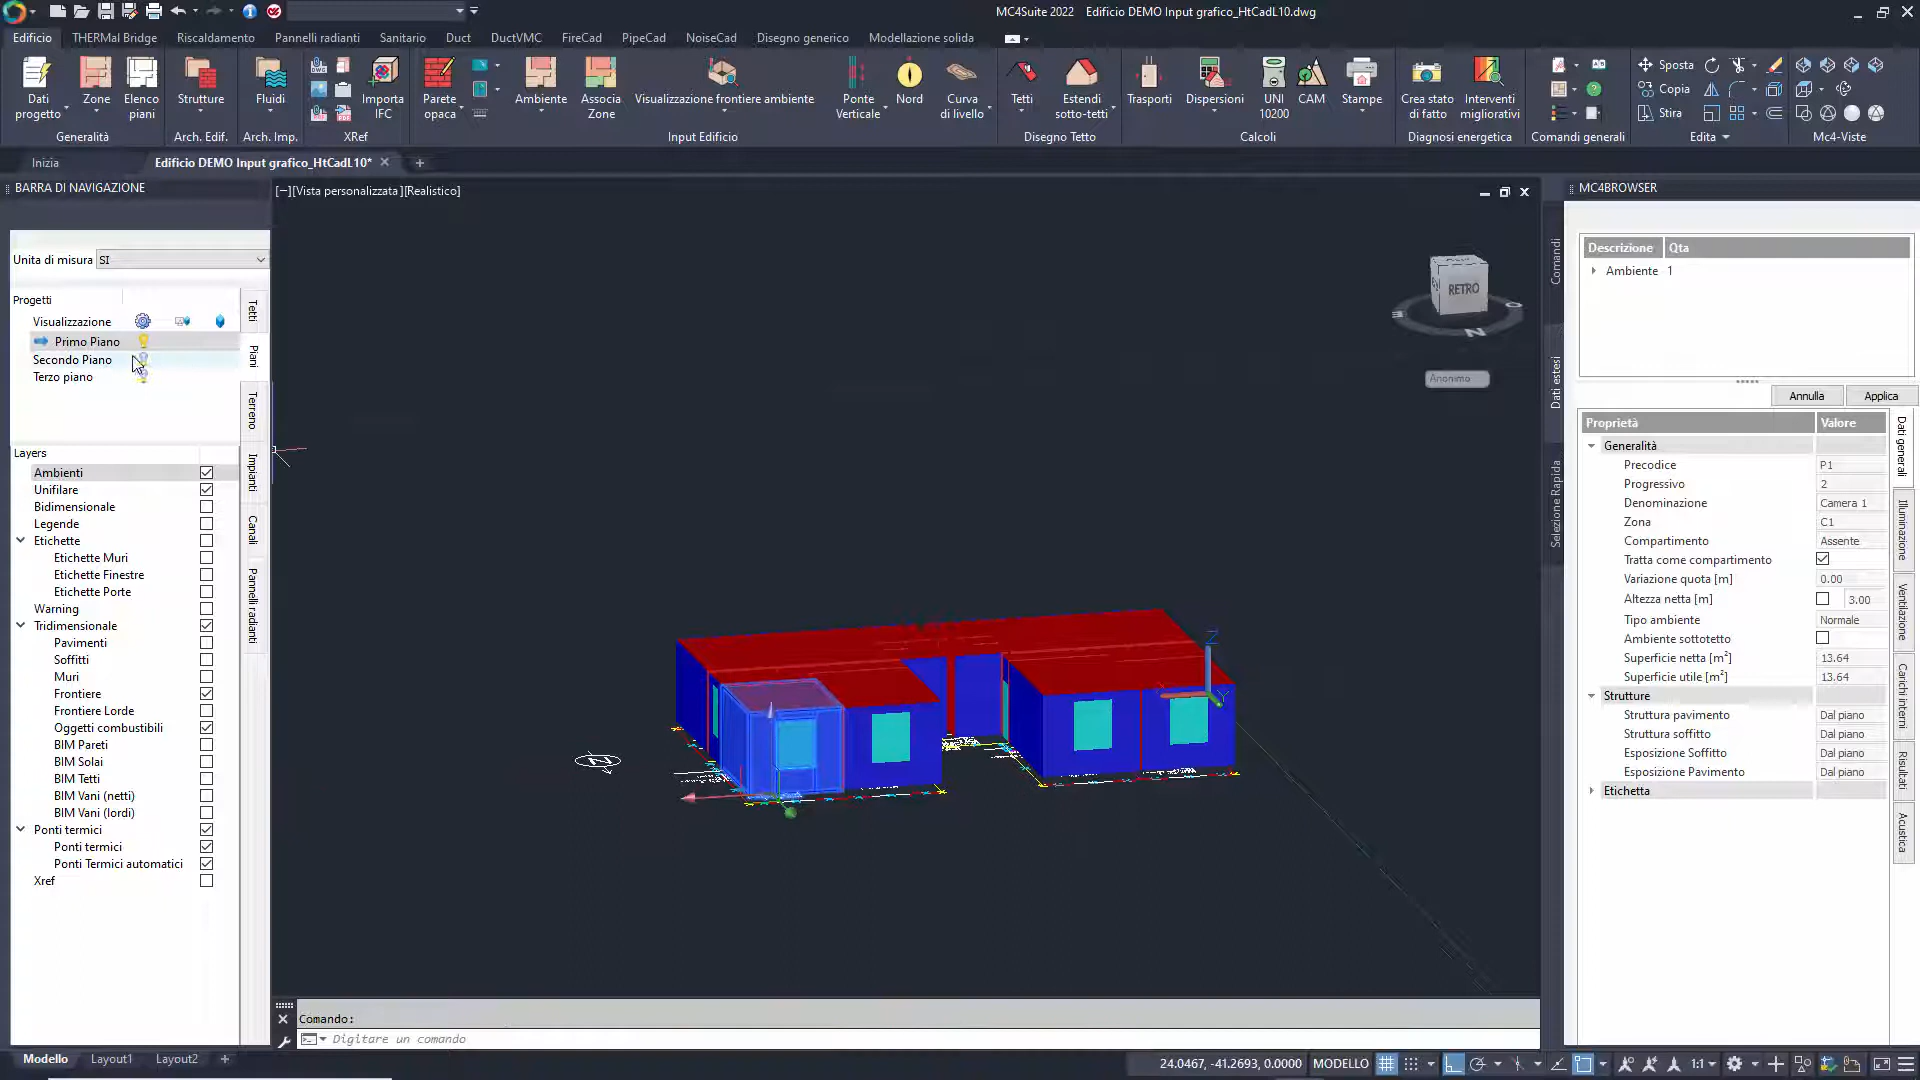 MC4Suite 2022 Edificio DEMO Input grafico_HtCadL10.dwg
Edificio THERMal Bridge Riscaldamento Pannelli radianti Sanitario Duct DuctVMC FireCad PipeCad NoiseCad Disegno generico Modellazione solida
Dati progetto
Zone
Elenco piani
Strutture
Fluidi
Importa IFC
Parete opaca
Ambiente
Associa Zone
Visualizzazione frontiere ambiente
Ponte Verticale
Nord
Curva di livello
Tetti
Estendi sotto-tetti
Trasporti
Dispersioni
UNI 10200
CAM
Stampe
Crea stato di fatto
Interventi migliorativi
Sposta
Copia
Stira
Generalità Arch. Edif. Arch. Imp. XRef Input Edificio Disegno Tetto Calcoli Diagnosi energetica Comandi generali Edita Mc4-Viste
Inizia Edificio DEMO Input grafico_HtCadL10*
BARRA DI NAVIGAZIONE
[−][Vista personalizzata][Realistico]
MC4BROWSER
Unita di misura SI
Progetti
Visualizzazione
Primo Piano
Secondo Piano
Terzo piano
Tetti
Piani
Terreno
Impianti
Canali
Pannelli radianti
Layers
Ambienti
Unifilare
Bidimensionale
Legende
Etichette
Etichette Muri
Etichette Finestre
Etichette Porte
Warning
Tridimensionale
Pavimenti
Soffitti
Muri
Frontiere
Frontiere Lorde
Oggetti combustibili
BIM Pareti
BIM Solai
BIM Tetti
BIM Vani (netti)
BIM Vani (lordi)
Ponti termici
Ponti termici
Ponti Termici automatici
Xref
RETRO
N
O
Anonimo
Z
Y
N
Comandi
Dati estesi
Selezione Rapida
Descrizione Qta
Ambiente 1
Annulla Applica
Proprietà Valore
Generalità
Precodice P1
Progressivo 2
Denominazione Camera 1
Zona C1
Compartimento Assente
Tratta come compartimento
Variazione quota [m] 0.00
Altezza netta [m] 3.00
Tipo ambiente Normale
Ambiente sottotetto
Superficie netta [m²] 13.64
Superficie utile [m²] 13.64
Strutture
Struttura pavimento Dal piano
Struttura soffitto Dal piano
Esposizione Soffitto Dal piano
Esposizione Pavimento Dal piano
Etichetta
Dati generali
Illuminazione
Ventilazione
Carichi interni
Risultati
Acustica
Comando:
Digitare un comando
Modello Layout1 Layout2 +
24.0467, -41.2693, 0.0000 MODELLO 1:1